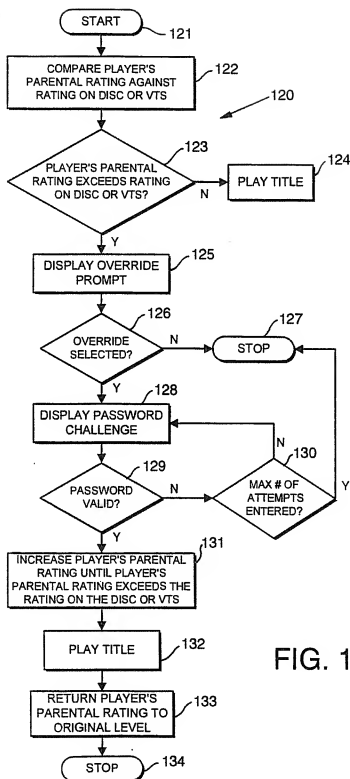 START
121
COMPARE PLAYER'S
PARENTAL RATING AGAINST
RATING ON DISC OR VTS
122
120
123
PLAYER'S PARENTAL
RATING EXCEEDS RATING
ON DISC OR VTS?
N
124
PLAY TITLE
Y
125
DISPLAY OVERRIDE
PROMPT
126
OVERRIDE
SELECTED?
N
127
STOP
Y
128
DISPLAY PASSWORD
CHALLENGE
N
129
PASSWORD
VALID?
N
130
MAX # OF
ATTEMPTS
ENTERED?
Y
Y
131
INCREASE PLAYER'S PARENTAL
RATING UNTIL PLAYER'S
PARENTAL RATING EXCEEDS THE
RATING ON THE DISC OR VTS
PLAY TITLE
132
FIG. 1
RETURN PLAYER'S
PARENTAL RATING TO
ORIGINAL LEVEL
133
STOP
134